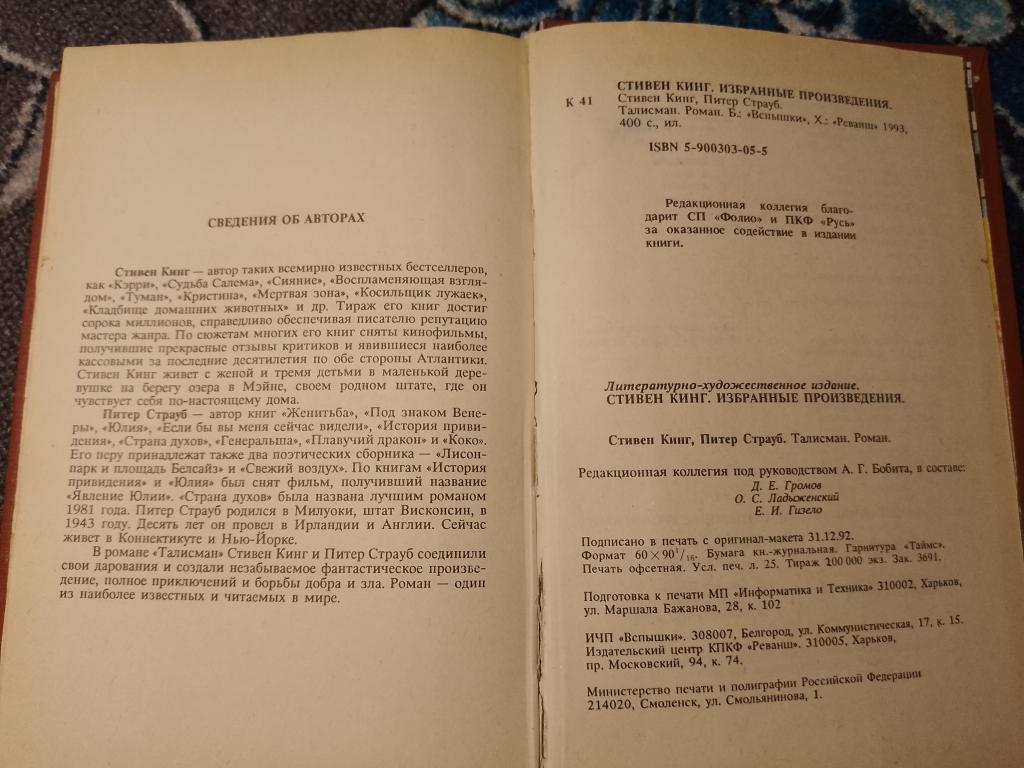 СВЕДЕНИЯ ОБ АВТОРАХ
Стивен Кинг — автор таких всемирно известных бестселлеров,
как «Кэрри», «Судьба Салема», «Сияние», «Воспламеняющая взгля-
дом», «Туман», «Кристина», «Мертвая зона», «Косильщик лужаек»,
«Кладбище домашних животных» и др. Тираж его книг достиг
сорока миллионов, справедливо обеспечивая писателю репутацию
мастера жанра. По сюжетам многих его книг сняты кинофильмы,
получившие прекрасные отзывы критиков и явившиеся наиболее
кассовыми за последние десятилетия по обе стороны Атлантики.
Стивен Кинг живет с женой и тремя детьми в маленькой дере-
вушке на берегу озера в Мэйне, своем родном штате, где он
чувствует себя по-настоящему дома.
Питер Страуб — автор книг «Женитьба», «Под знаком Вене-
ры», «Юлия», «Если бы вы меня сейчас видели», «История приви-
дения», «Страна духов», «Генеральша», «Плавучий дракон» и «Коко».
Его перу принадлежат также два поэтических сборника — «Лисон-
парк и площадь Белсайз» и «Свежий воздух». По книгам «История
привидения» и «Юлия» был снят фильм, получивший название
«Явление Юлии». «Страна духов» была названа лучшим романом
1981 года. Питер Страуб родился в Милуоки, штат Висконсин, в
1943 году. Десять лет он провел в Ирландии и Англии. Сейчас
живет в Коннектикуте и Нью-Йорке.
В романе «Талисман» Стивен Кинг и Питер Страуб соединили
свои дарования и создали незабываемое фантастическое произве-
дение, полное приключений и борьбы добра и зла. Роман — один
из наиболее известных и читаемых в мире.
К 41
СТИВЕН КИНГ. ИЗБРАННЫЕ ПРОИЗВЕДЕНИЯ.
Стивен Кинг, Питер Страуб.
Талисман. Роман. Б.: «Вспышки», Х.: «Реванш» 1993,
400 с., ил.
ISBN 5-900303-05-5
Редакционная коллегия благо-
дарит СП «Фолио» и ПКФ «Русь»
за оказанное содействие в издании
книги.
Литературно-художественное издание.
СТИВЕН КИНГ. ИЗБРАННЫЕ ПРОИЗВЕДЕНИЯ.
Стивен Кинг, Питер Страуб. Талисман. Роман.
Редакционная коллегия под руководством А. Г. Бобита, в составе:
Д. Е. Громов
О. С. Ладыженский
Е. И. Гизело
Подписано в печать с оригинал-макета 31.12.92.
Формат 60×90¹/₁₆. Бумага кн.-журнальная. Гарнитура «Таймс».
Печать офсетная. Усл. печ. л. 25. Тираж 100 000 экз. Зак. 3691.
Подготовка к печати МП «Информатика и Техника» 310002, Харьков,
ул. Маршала Бажанова, 28, к. 102
ИЧП «Вспышки». 308007, Белгород, ул. Коммунистическая, 17, к. 15.
Издательский центр КПКФ «Реванш». 310005, Харьков,
пр. Московский, 94, к. 74.
Министерство печати и полиграфии Российской Федерации
214020, Смоленск, ул. Смольянинова, 1.